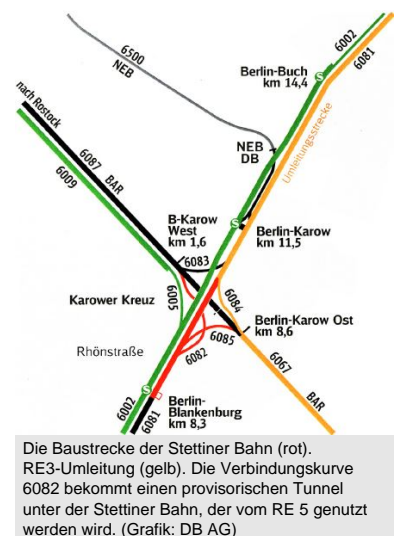 6002
6081
6500
NEB
Berlin-Buch
km 14,4
Umleitungsstrecke
nach Rostock
NEB
DB
6087
BAR
6009
B-Karow
West
km 1,6
Berlin-Karow
km 11,5
6083
6005
Karower Kreuz
6084
Berlin-Karow Ost
km 8,6
6085
6082
Rhönstraße
6067
BAR
6002
6081
Berlin-
Blankenburg
km 8,3
S
S
S
Die Baustrecke der Stettiner Bahn (rot).
RE3-Umleitung (gelb). Die Verbindungskurve
6082 bekommt einen provisorischen Tunnel
unter der Stettiner Bahn, der vom RE 5 genutzt
werden wird. (Grafik: DB AG)